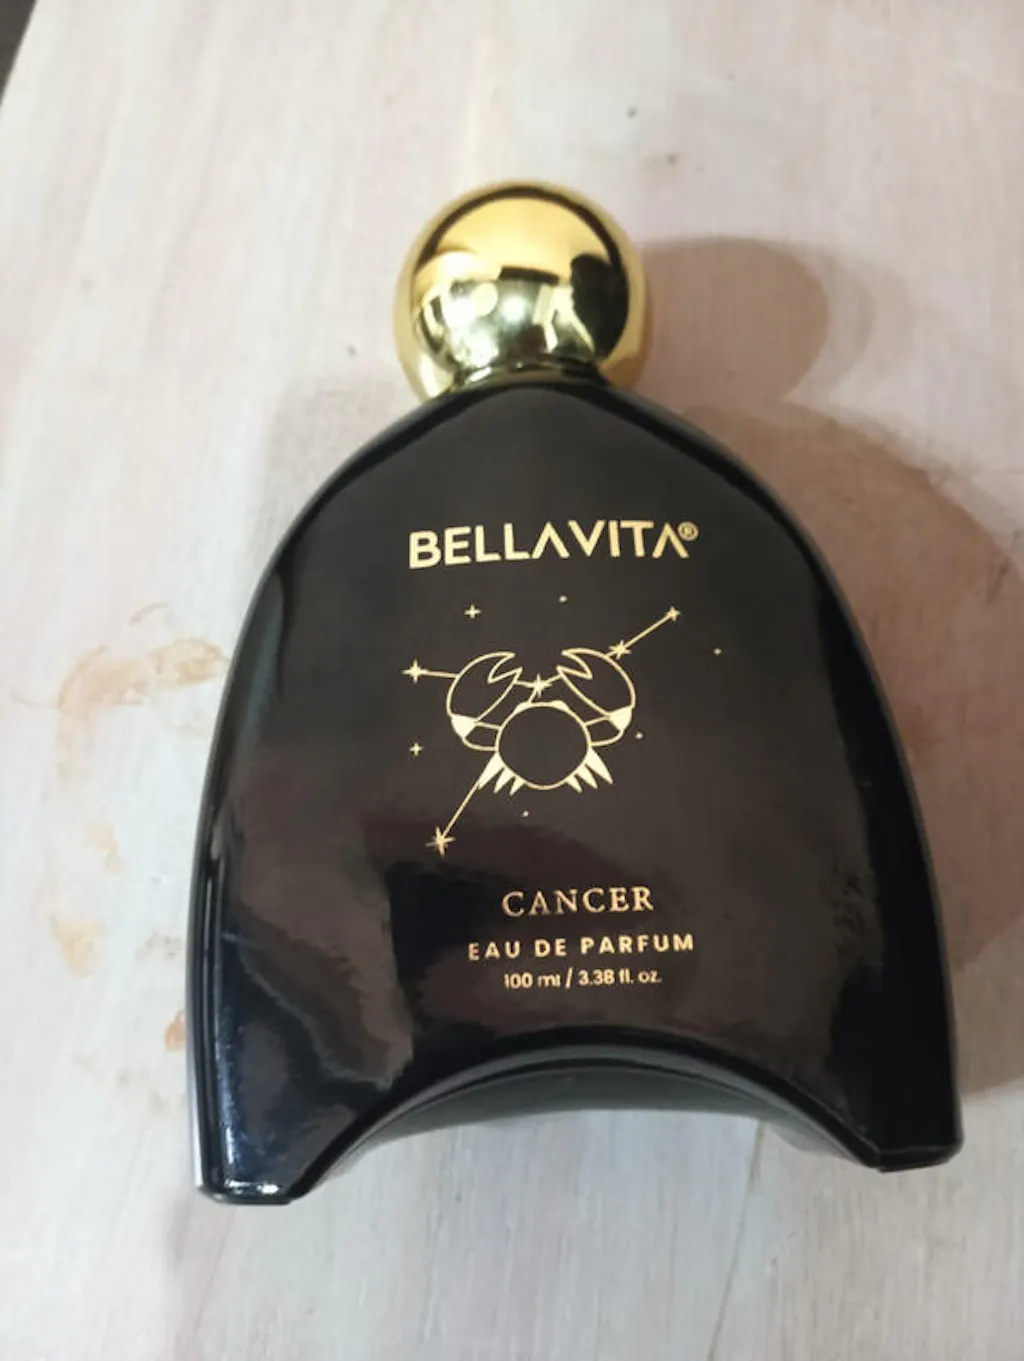 BELLAVITA®
CANCER
EAU DE PARFUM
100 ml / 3.38 fl. oz.